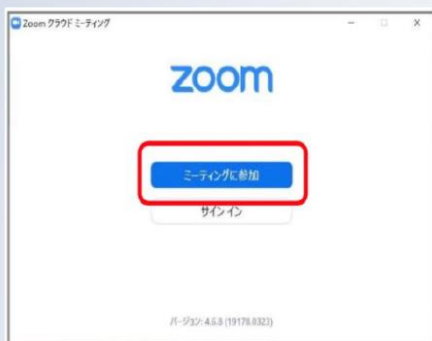 Zoom クラウド ミーティング
zoom
ミーティングに参加
サイン イン
バージョン: 4.6.8 (19178.0323)